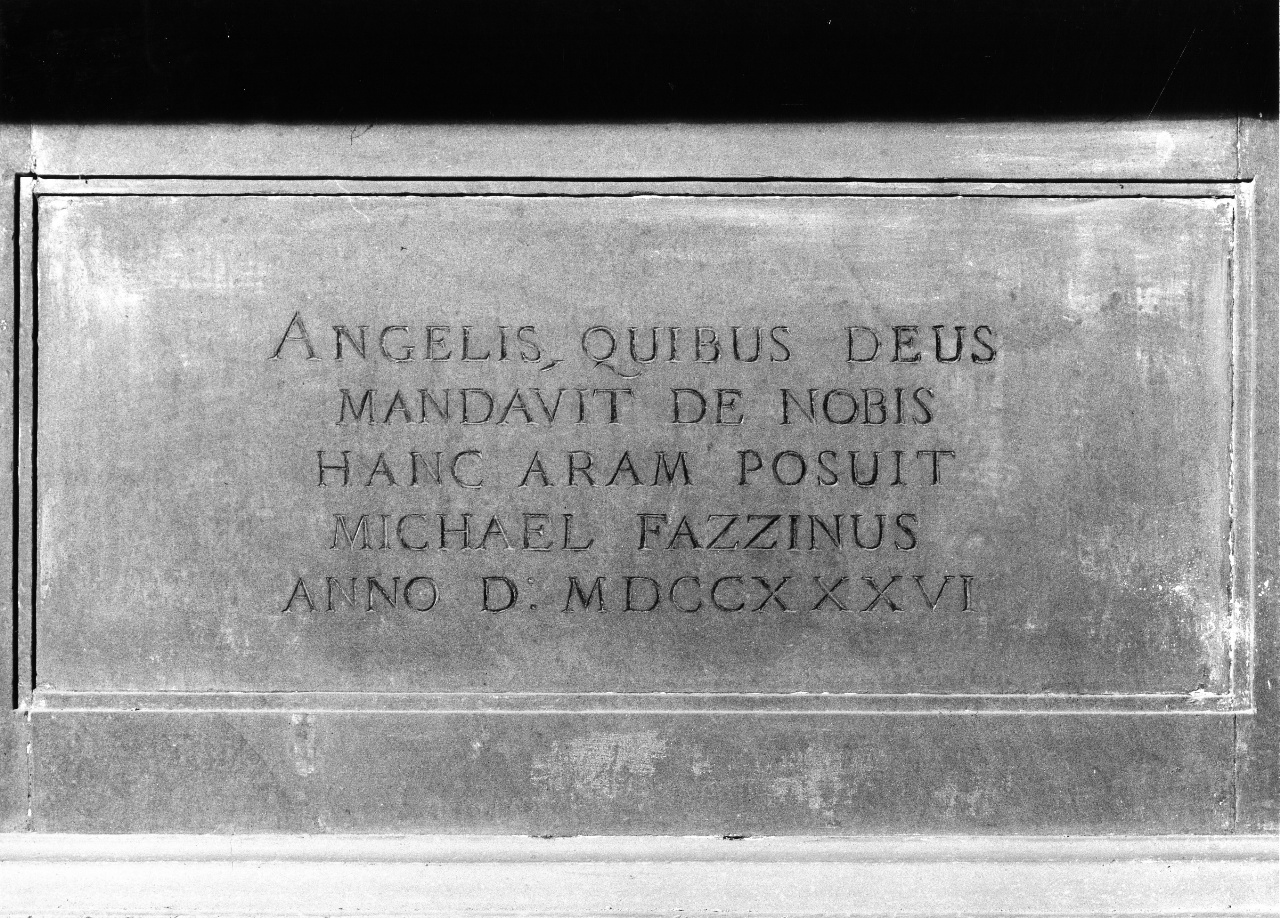 ANGELIS, QUIBUS DEUS
MANDAVIT DE NOBIS
HANC ARAM POSUIT
MICHAEL FAZZINUS
ANNO D: MDCCXXXVI